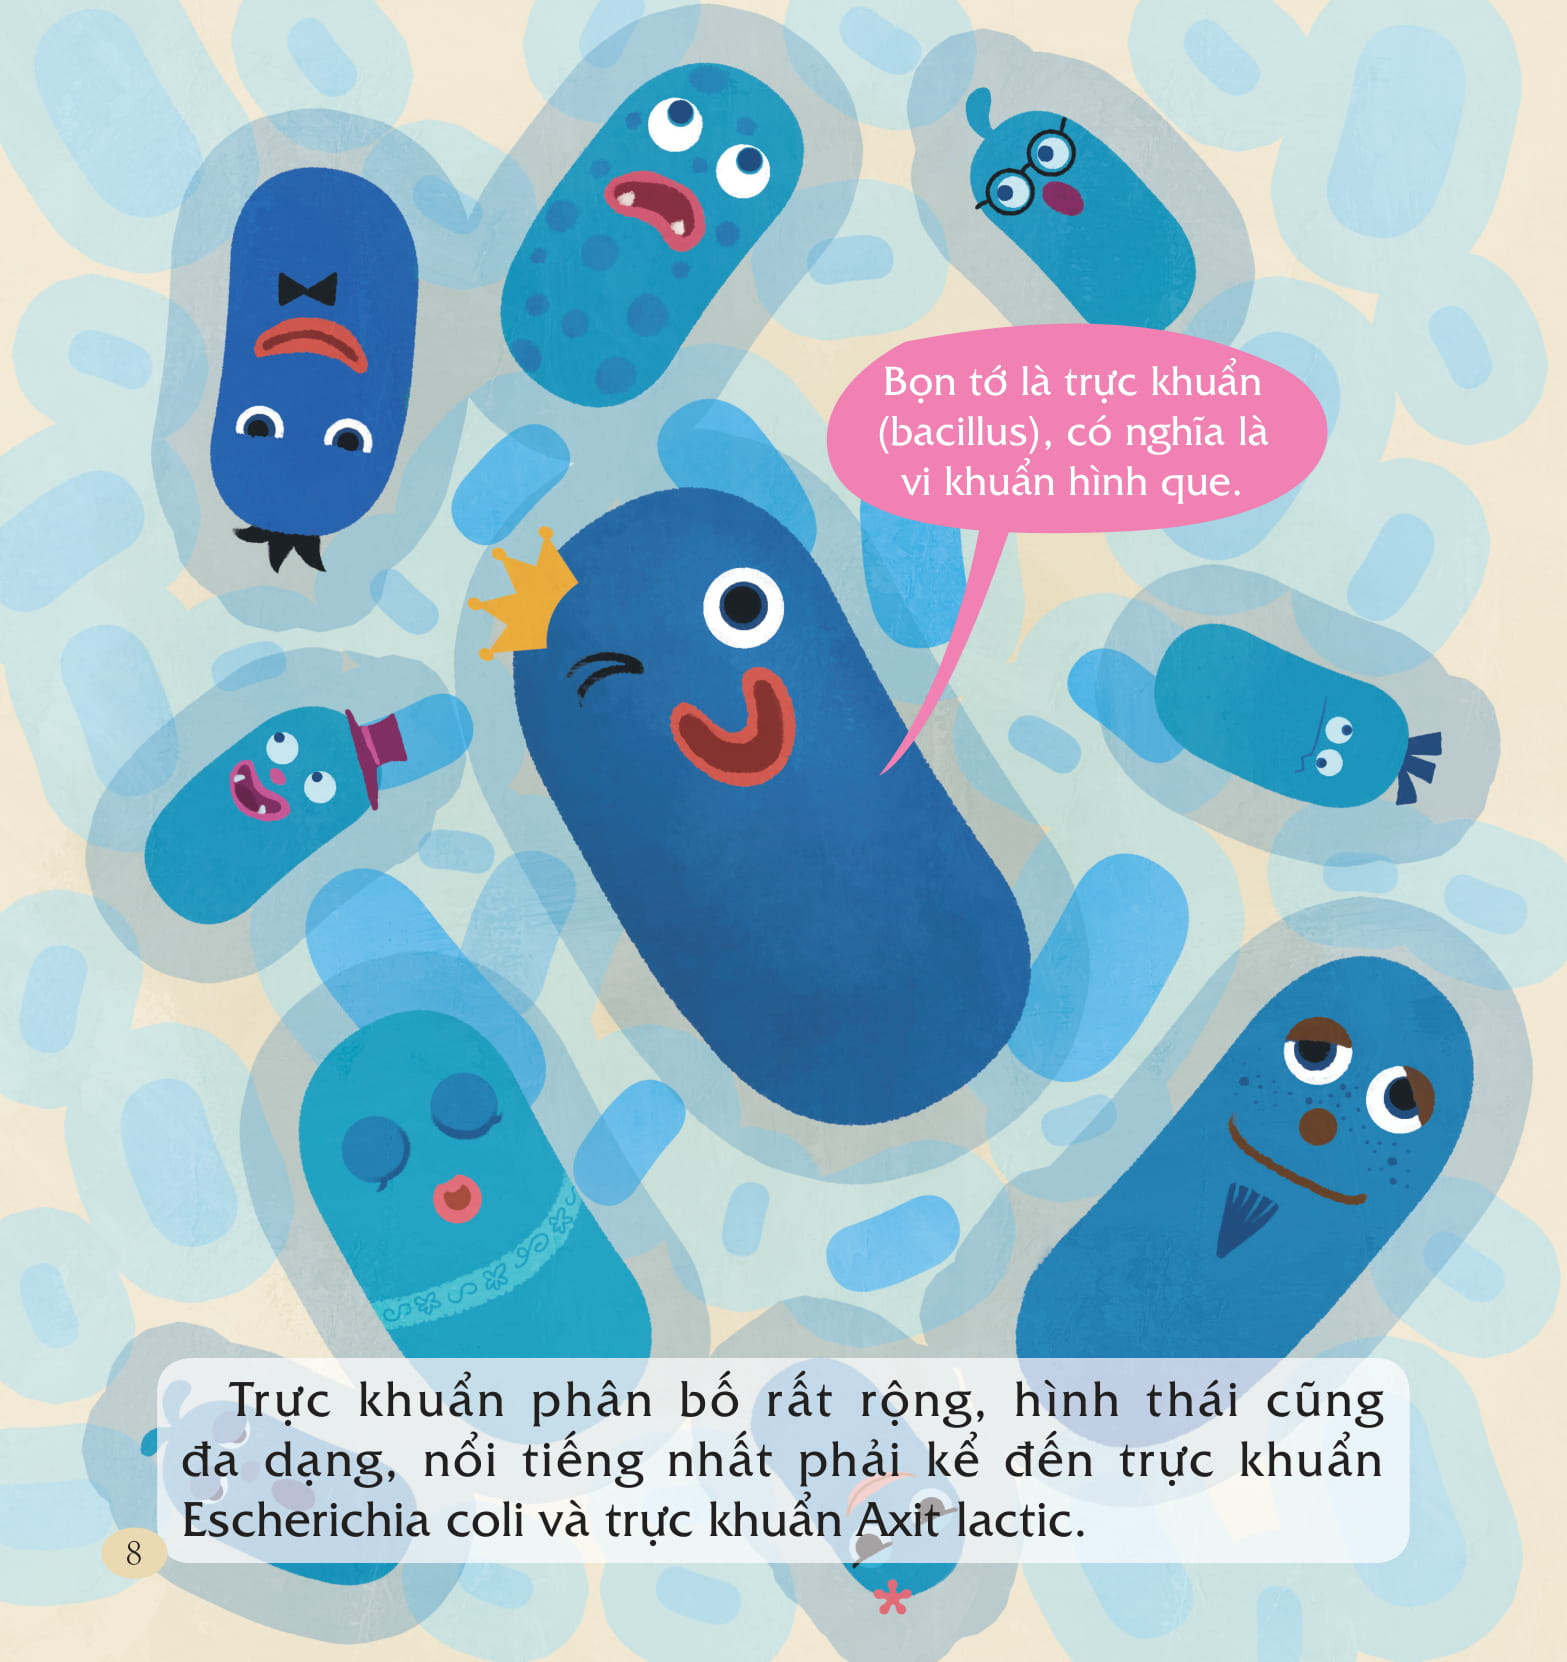 Bọn tớ là trực khuẩn
(bacillus), có nghĩa là
vi khuẩn hình que.
Trực khuẩn phân bố rất rộng, hình thái cũng
đa dạng, nổi tiếng nhất phải kể đến trực khuẩn
Escherichia coli và trực khuẩn Axit lactic.
8